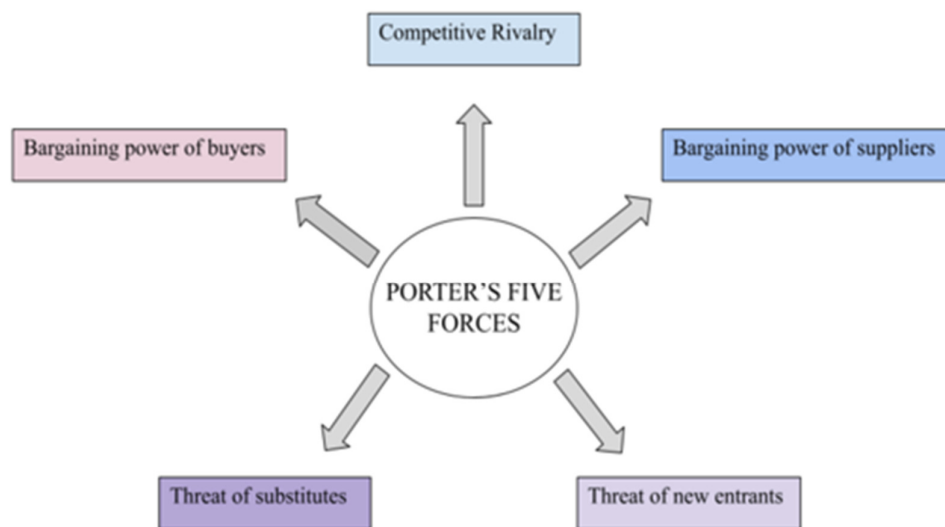 Competitive Rivalry
Bargaining power of buyers
Bargaining power of suppliers
PORTER’S FIVE
FORCES
Threat of substitutes
Threat of new entrants